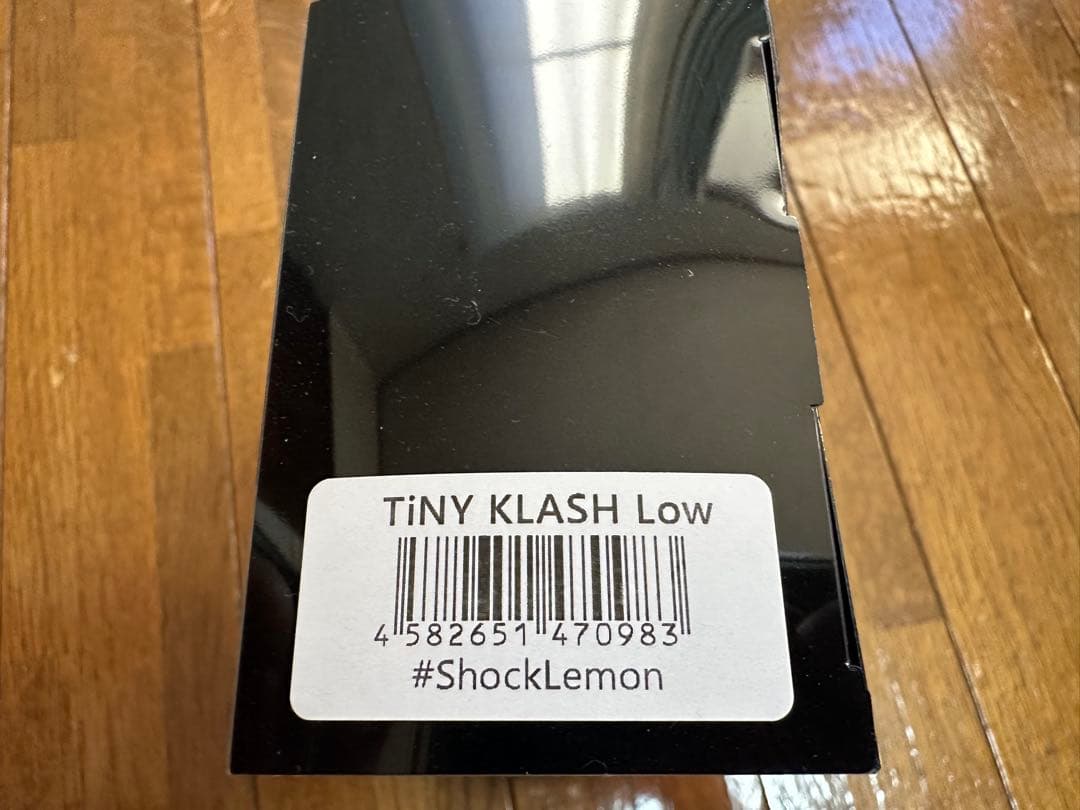 TiNY KLASH Low
4 582651 470983
#ShockLemon